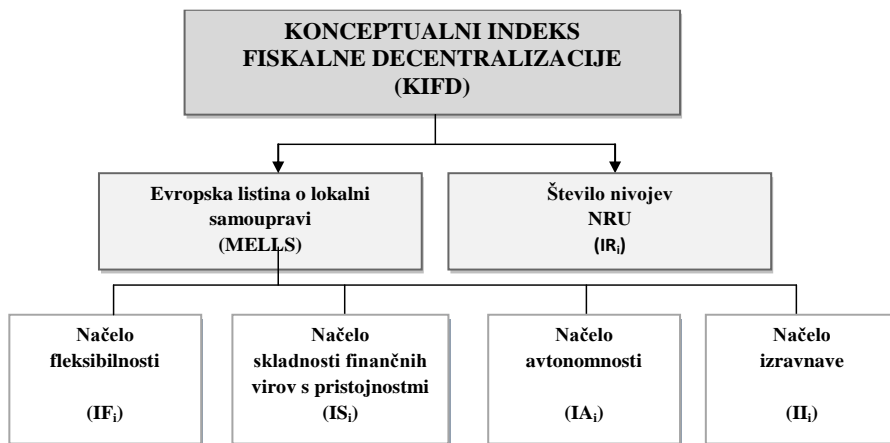 KONCEPTUALNI INDEKS
FISKALNE DECENTRALIZACIJE
(KIFD)
Evropska listina o lokalni
samoupravi
(MELLS)
Število nivojev
NRU
(IRi)
Načelo
fleksibilnosti
(IFi)
Načelo
skladnosti finančnih
virov s pristojnostmi
(ISi)
Načelo
avtonomnosti
(IAi)
Načelo
izravnave
(IIi)